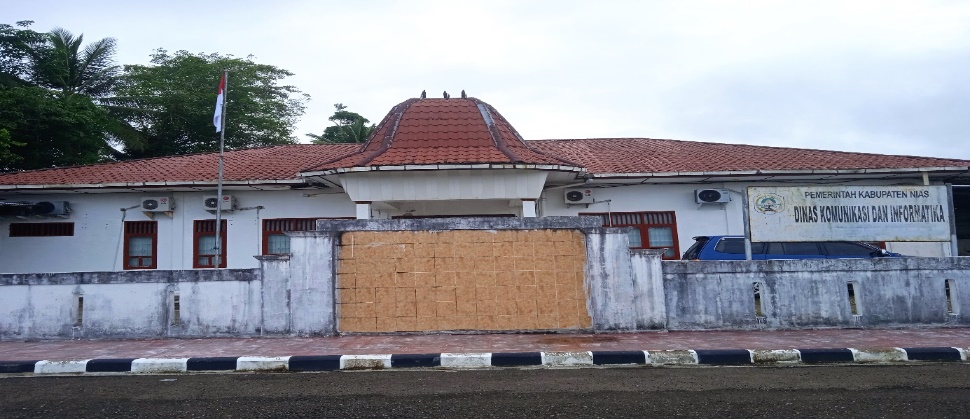 PEMERINTAH KABUPATEN NIAS
DINAS KOMUNIKASI DAN INFORMATIKA